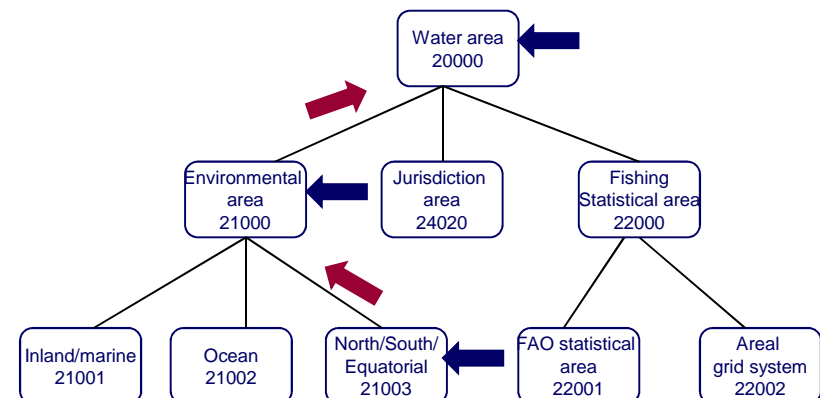 Water area
20000
Environmental
area
21000
Jurisdiction
area
24020
Fishing
Statistical area
22000
Inland/marine
21001
Ocean
21002
North/South/
Equatorial
21003
FAO statistical
area
22001
Areal
grid system
22002